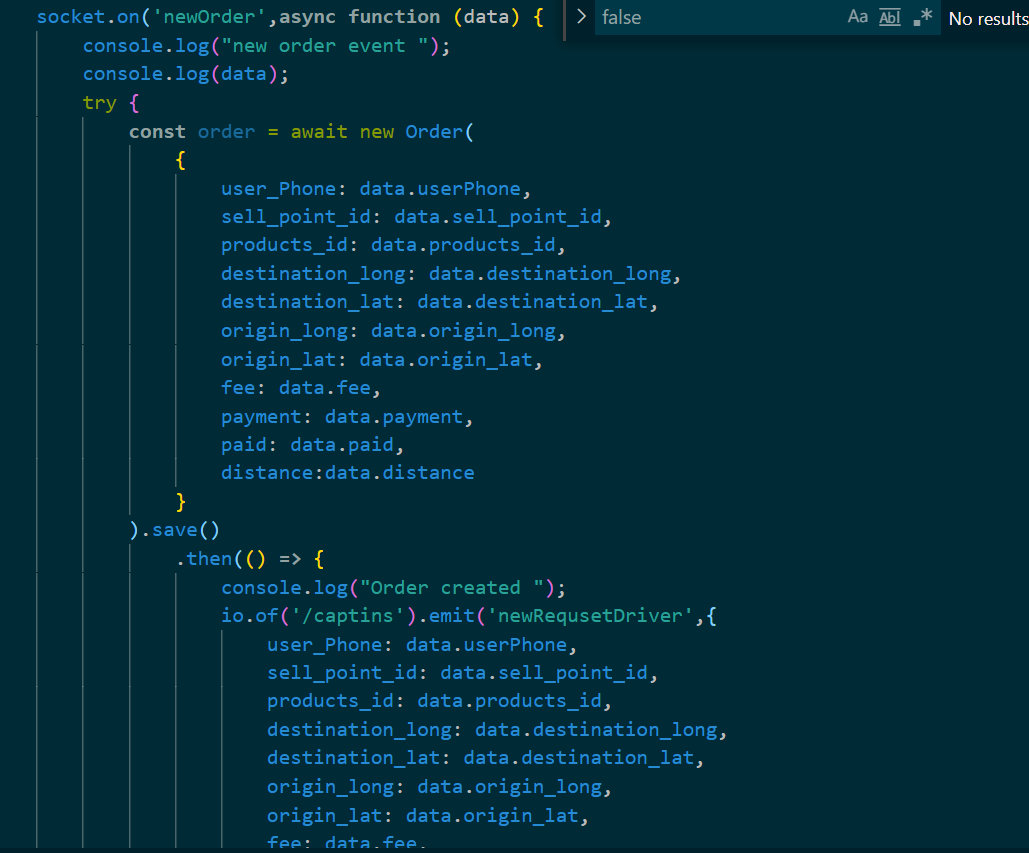 socket.on('newOrder',async function (data) {
false
Aa Abl .* No results
console.log("new order event ");
console.log(data);
try {
const order = await new Order(
{
user_Phone: data.userPhone,
sell_point_id: data.sell_point_id,
products_id: data.products_id,
destination_long: data.destination_long,
destination_lat: data.destination_lat,
origin_long: data.origin_long,
origin_lat: data.origin_lat,
fee: data.fee,
payment: data.payment,
paid: data.paid,
distance:data.distance
}
).save()
.then(() => {
console.log("Order created ");
io.of('/captins').emit('newRequsetDriver',{
user_Phone: data.userPhone,
sell_point_id: data.sell_point_id,
products_id: data.products_id,
destination_long: data.destination_long,
destination_lat: data.destination_lat,
origin_long: data.origin_long,
origin_lat: data.origin_lat,
fee: data.fee,